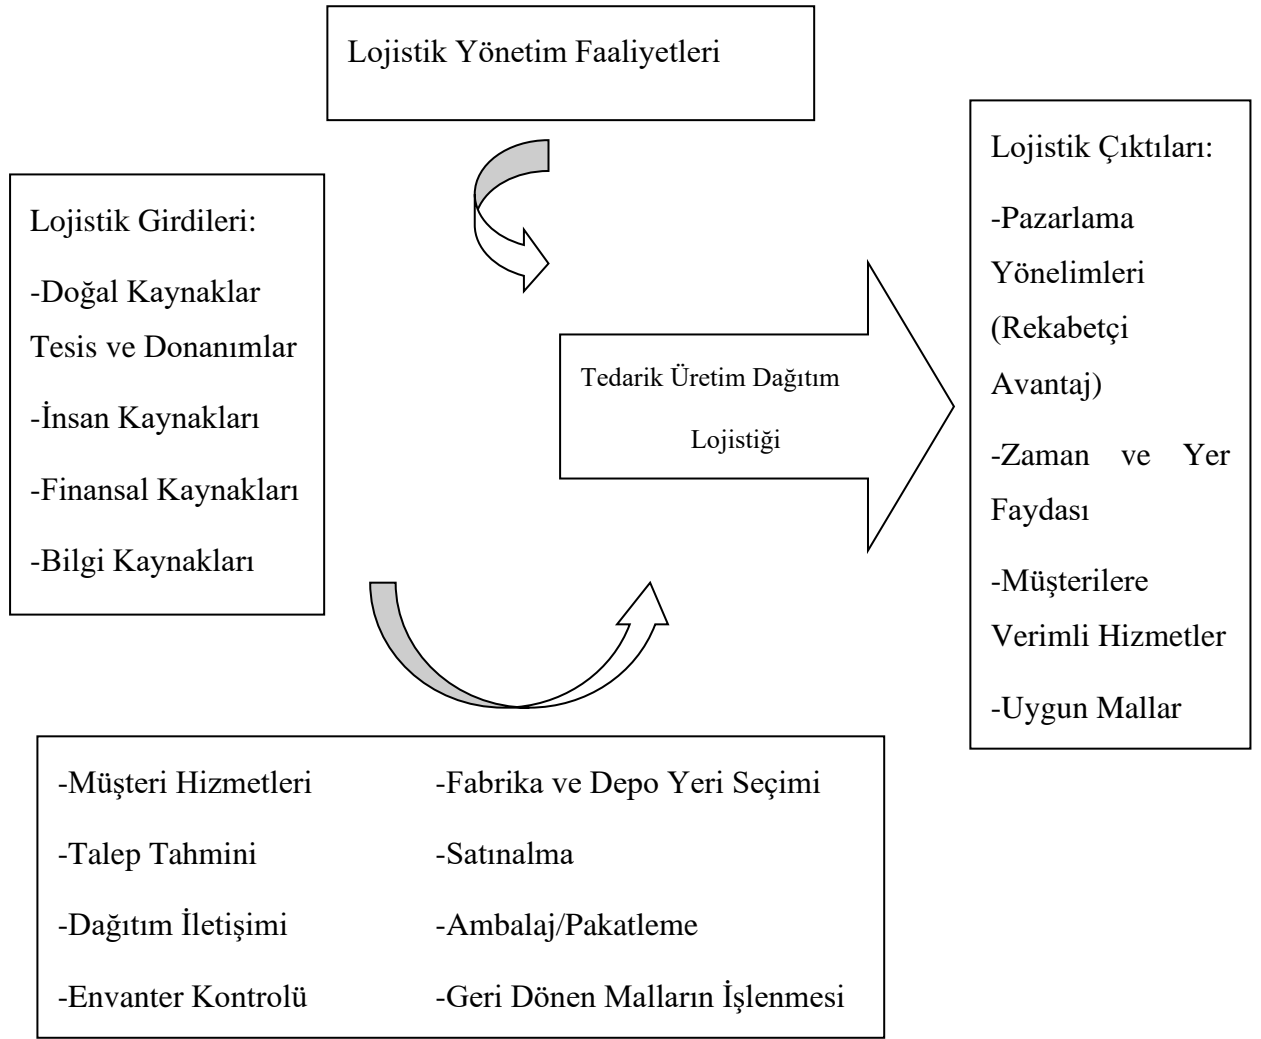 Lojistik Yönetim Faaliyetleri
Lojistik Girdileri:
-Doğal Kaynaklar
Tesis ve Donanımlar
-İnsan Kaynakları
-Finansal Kaynakları
-Bilgi Kaynakları
Tedarik Üretim Dağıtım
Lojistiği
Lojistik Çıktıları:
-Pazarlama
Yönelimleri
(Rekabetçi
Avantaj)
-Zaman ve Yer
Faydası
-Müşterilere
Verimli Hizmetler
-Uygun Mallar
-Müşteri Hizmetleri -Fabrika ve Depo Yeri Seçimi
-Talep Tahmini -Satınalma
-Dağıtım İletişimi -Ambalaj/Pakatleme
-Envanter Kontrolü -Geri Dönen Malların İşlenmesi